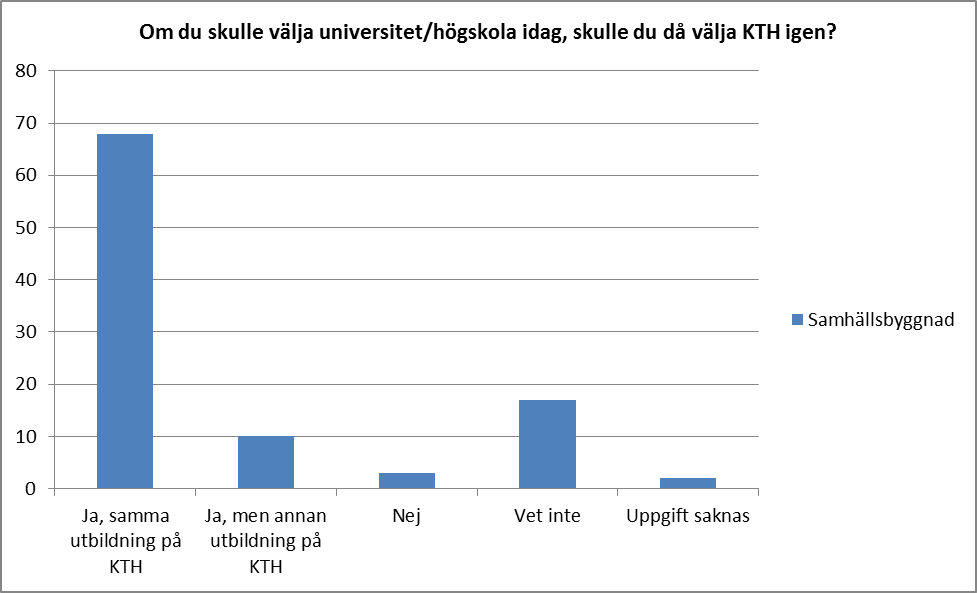 Om du skulle välja universitet/högskola idag, skulle du då välja KTH igen?
80
70
60
50
40
30
20
10
0
Ja, samma
utbildning på
KTH
Ja, men annan
utbildning på
KTH
Nej
Vet inte
Uppgift saknas
Samhällsbyggnad